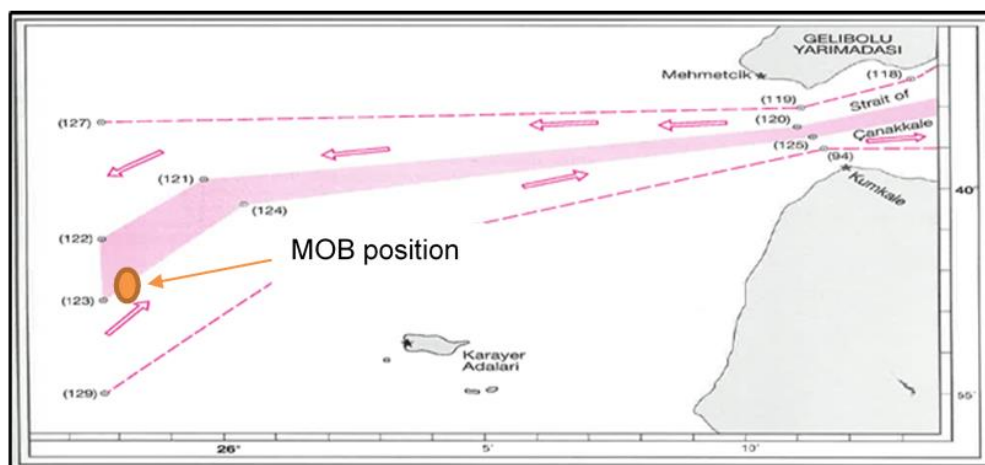 GELIBOLU
YARIMADASI
Mehmetcik
(118)
(119)
Strait of
(127)
(120)
Çanakkale
(125)
(94)
(121)
Kumkale
40°
(124)
(122)
MOB position
(123)
Karayer
Adalari
(129)
55'
26°
5'
10'